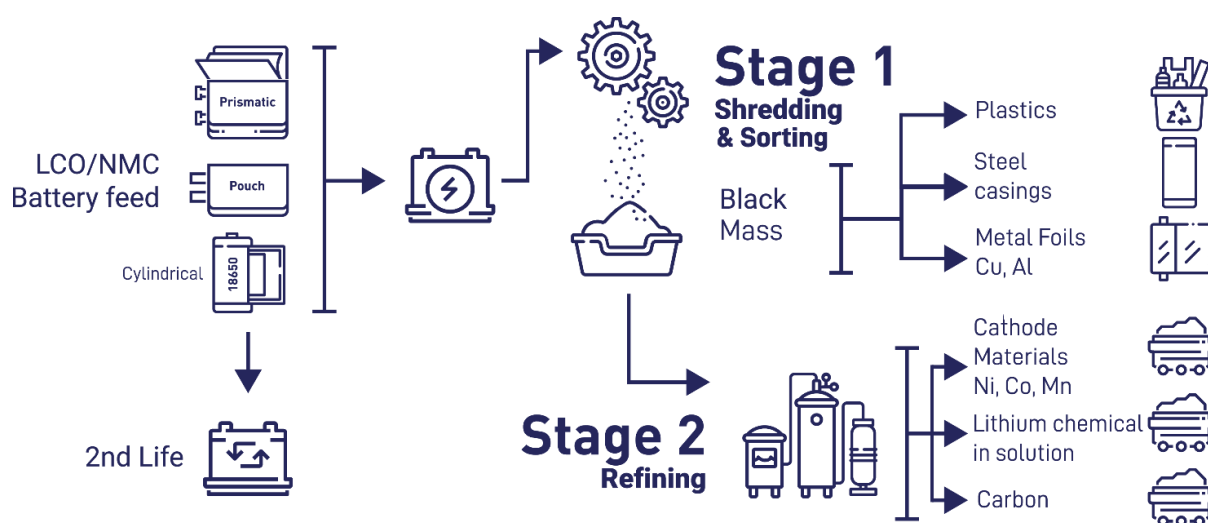 Prismatic
LCO/NMC
Battery feed
Pouch
Cylindrical
18650
2nd Life
Stage 1
Shredding
& Sorting
Black
Mass
Plastics
Steel
casings
Metal Foils
Cu, Al
Stage 2
Refining
Cathode
Materials
Ni, Co, Mn
Lithium chemical
in solution
Carbon